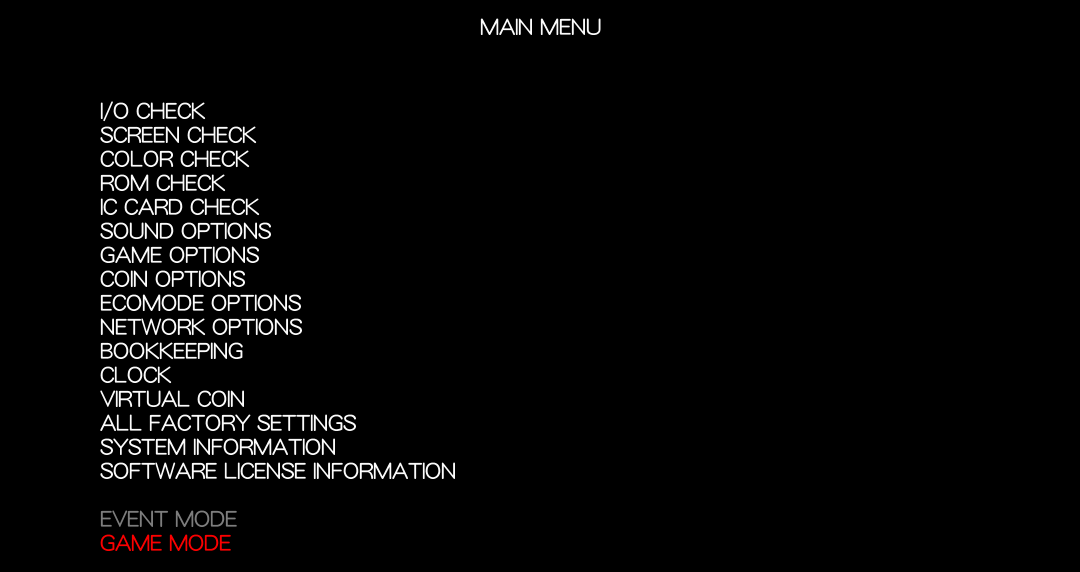 MAIN MENU
I/O CHECK
SCREEN CHECK
COLOR CHECK
ROM CHECK
IC CARD CHECK
SOUND OPTIONS
GAME OPTIONS
COIN OPTIONS
ECOMODE OPTIONS
NETWORK OPTIONS
BOOKKEEPING
CLOCK
VIRTUAL COIN
ALL FACTORY SETTINGS
SYSTEM INFORMATION
SOFTWARE LICENSE INFORMATION
EVENT MODE
GAME MODE